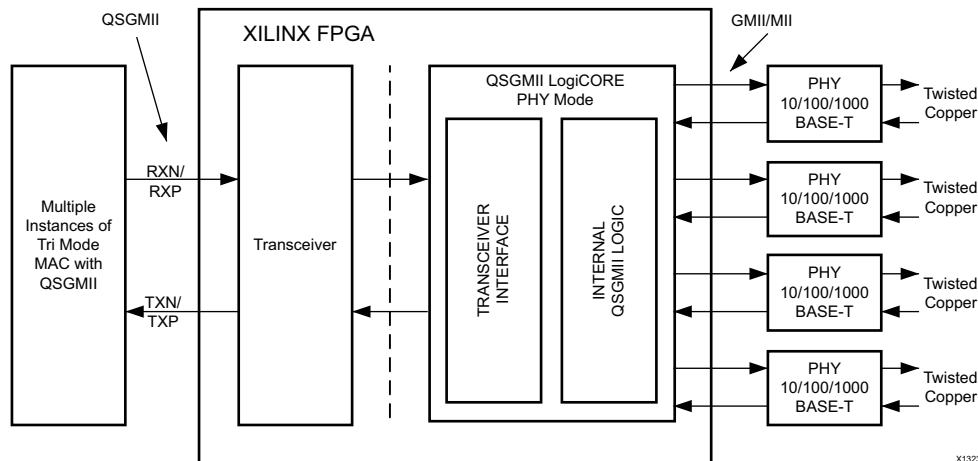 QSGMII
XILINX FPGA
GMII/MII
Multiple
Instances of
Tri Mode
MAC with
QSGMII
RXN/
RXP
TXN/
TXP
Transceiver
QSGMII LogiCORE
PHY Mode
TRANSCEIVER
INTERFACE
INTERNAL
QSGMII LOGIC
PHY
10/100/1000
BASE-T
Twisted
Copper
PHY
10/100/1000
BASE-T
Twisted
Copper
PHY
10/100/1000
BASE-T
Twisted
Copper
PHY
10/100/1000
BASE-T
Twisted
Copper